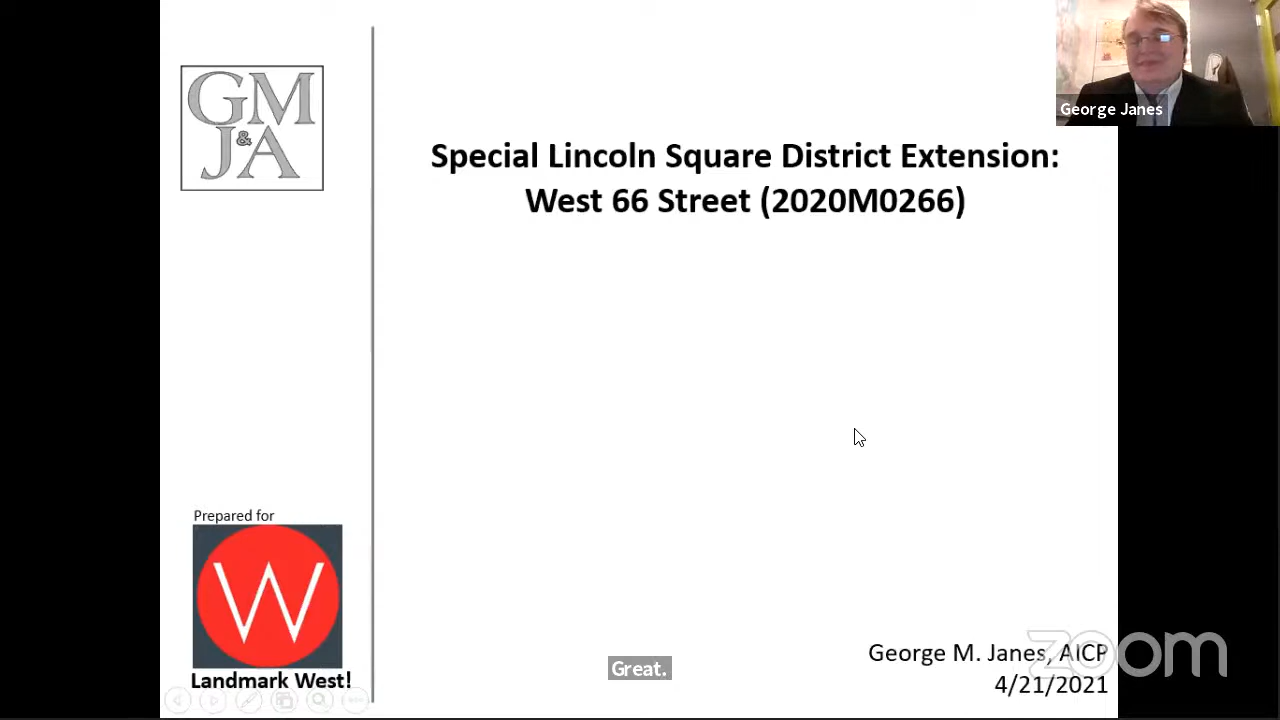 GM
&
JA
George Janes
Special Lincoln Square District Extension:
West 66 Street (2020M0266)
Prepared for
W
Landmark West!
George M. Janes, AICP
4/21/2021
zoom
Great.